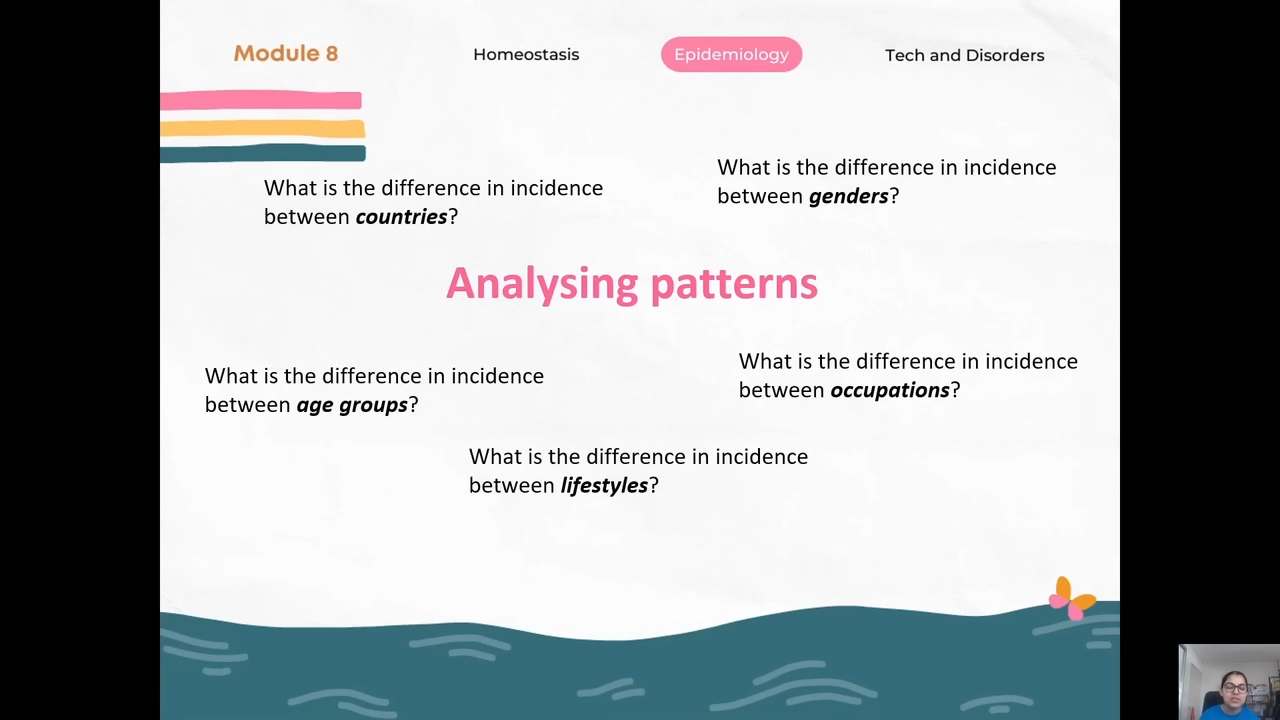 Module 8
Homeostasis
Epidemiology
Tech and Disorders
What is the difference in incidence
between countries?
What is the difference in incidence
between genders?
Analysing patterns
What is the difference in incidence
between age groups?
What is the difference in incidence
between occupations?
What is the difference in incidence
between lifestyles?